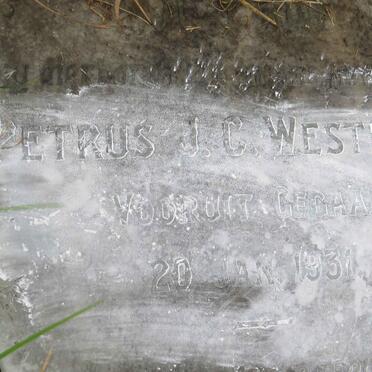 PETRUS J. C. WEST
VOORUIT GEGAA
20 JAN. 1931